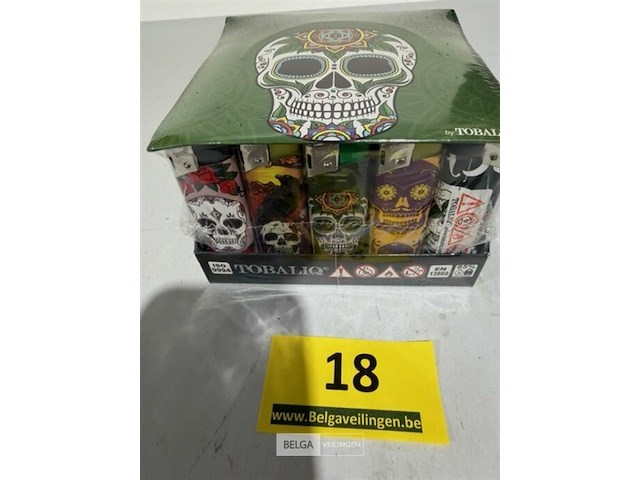 by TOBALIQ
ISO
9994
TOBALIQ®
EN
13869
18
www.Belgaveilingen.be
BELGA VEILINGEN